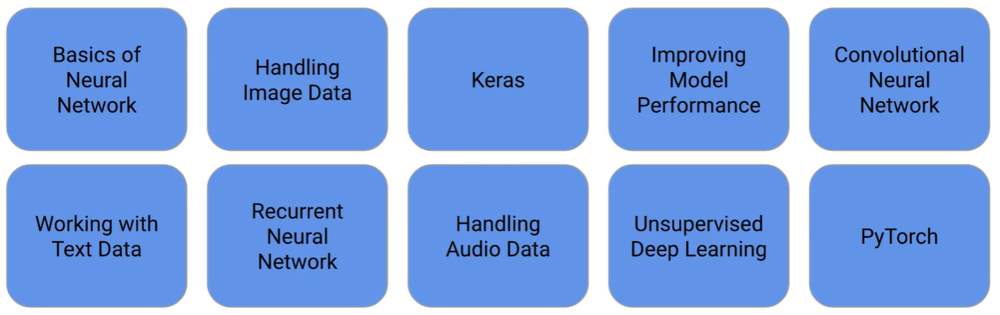 Basics of
Neural
Network
Handling
Image Data
Keras
Improving
Model
Performance
Convolutional
Neural
Network
Working with
Text Data
Recurrent
Neural
Network
Handling
Audio Data
Unsupervised
Deep Learning
PyTorch